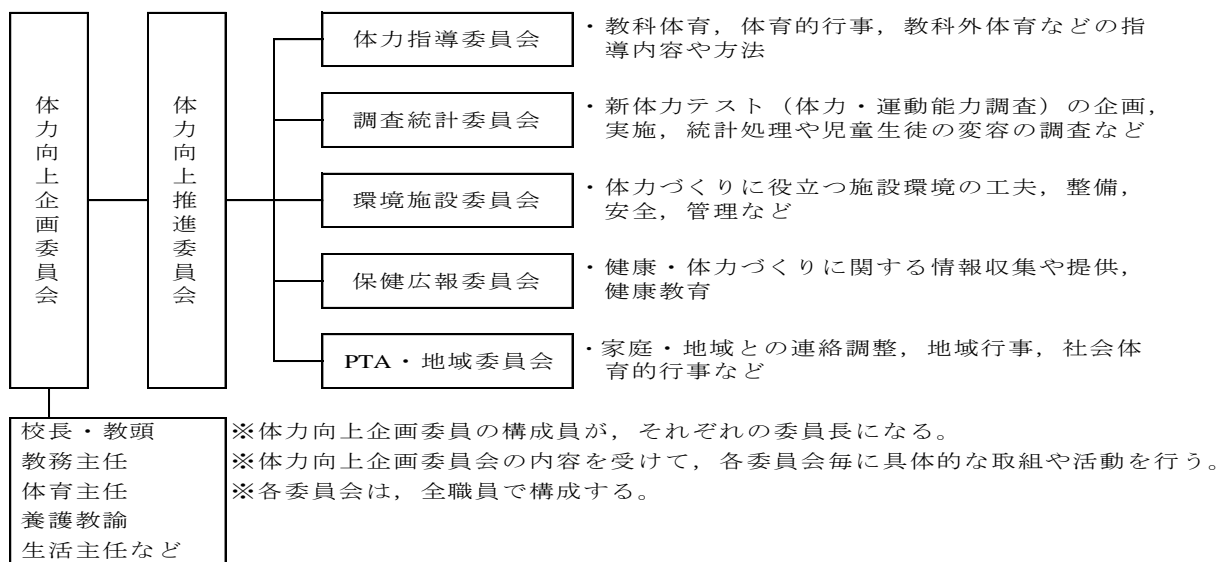 体力向上企画委員会
体力向上推進委員会
体力指導委員会
・教科体育，体育的行事，教科外体育などの指
導内容や方法
調査統計委員会
・新体力テスト（体力・運動能力調査）の企画，
実施，統計処理や児童生徒の変容の調査など
環境施設委員会
・体力づくりに役立つ施設環境の工夫，整備，
安全，管理など
保健広報委員会
・健康・体力づくりに関する情報収集や提供，
健康教育
PTA・地域委員会
・家庭・地域との連絡調整，地域行事，社会体
育的行事など
校長・教頭
教務主任
体育主任
養護教諭
生活主任など
※体力向上企画委員の構成員が，それぞれの委員長になる。
※体力向上企画委員会の内容を受けて，各委員会毎に具体的な取組や活動を行う。
※各委員会は，全職員で構成する。